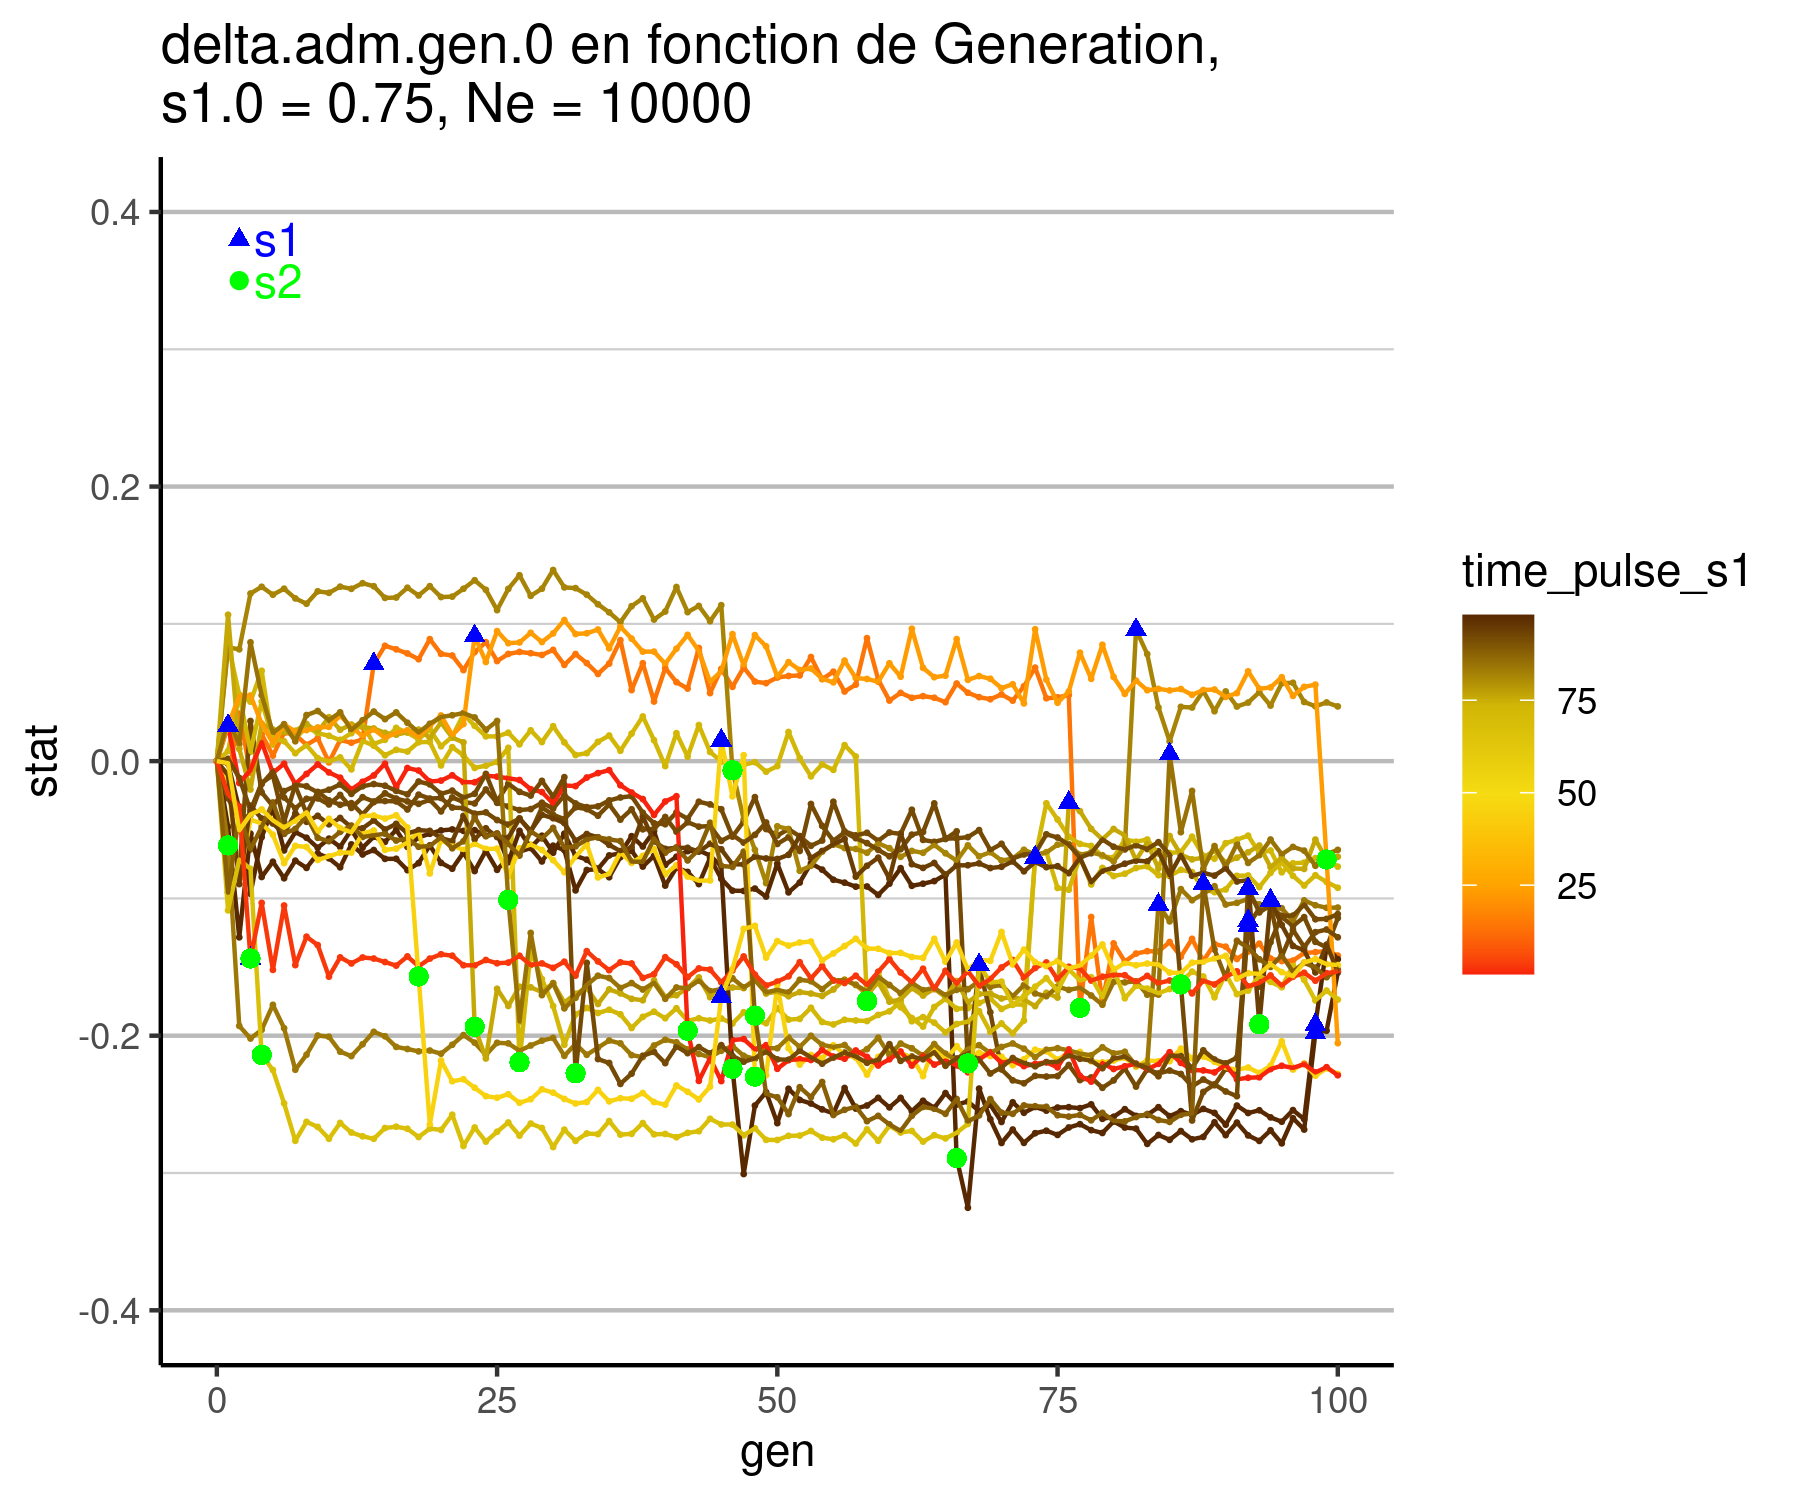 delta.adm.gen.0 en fonction de Generation,
s1.0 = 0.75, Ne = 10000
0.4
s1
s2
0.2
0.0
-0.2
-0.4
stat
0 25 50 75 100
gen
time_pulse_s1
75
50
25